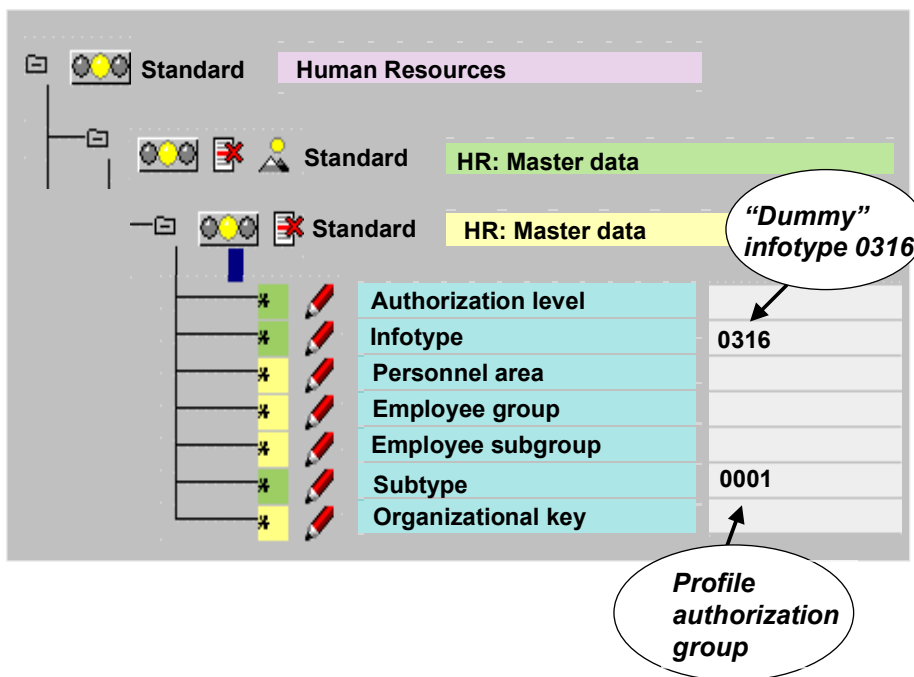 Standard Human Resources
Standard HR: Master data
Standard HR: Master data
“Dummy”
infotype 0316
Authorization level
Infotype 0316
Personnel area
Employee group
Employee subgroup
Subtype 0001
Organizational key
Profile
authorization
group